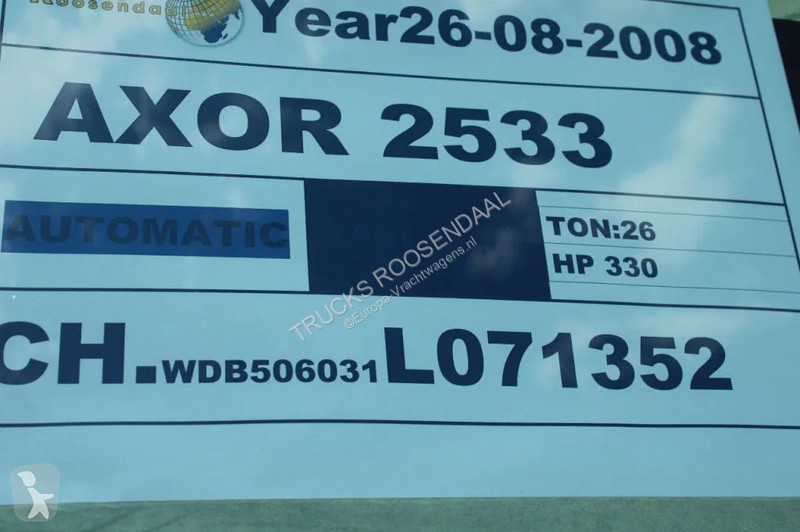 Roosendaal
Year26-08-2008
AXOR 2533
AUTOMATIC
TON:26
HP 330
TRUCKS ROOSENDAAL
©Europa-Vrachtwagens.nl
CH.WDB506031L071352